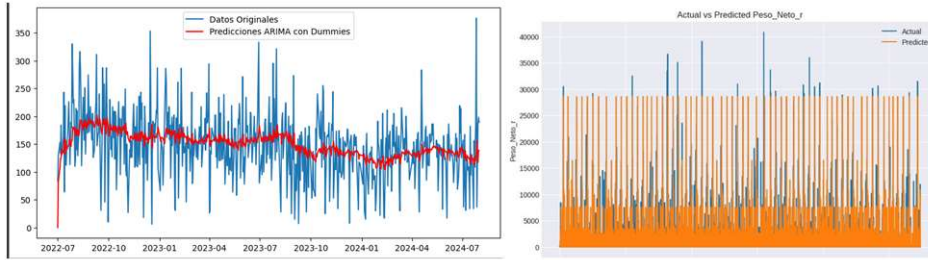 Datos Originales
Predicciones ARIMA con Dummies
350
300
250
200
150
100
50
0
2022-07 2022-10 2023-01 2023-04 2023-07 2023-10 2024-01 2024-04 2024-07
Actual vs Predicted Peso_Neto_r
Actual
Predicte
Peso_Neto_r
40000
35000
30000
25000
20000
15000
10000
5000
0